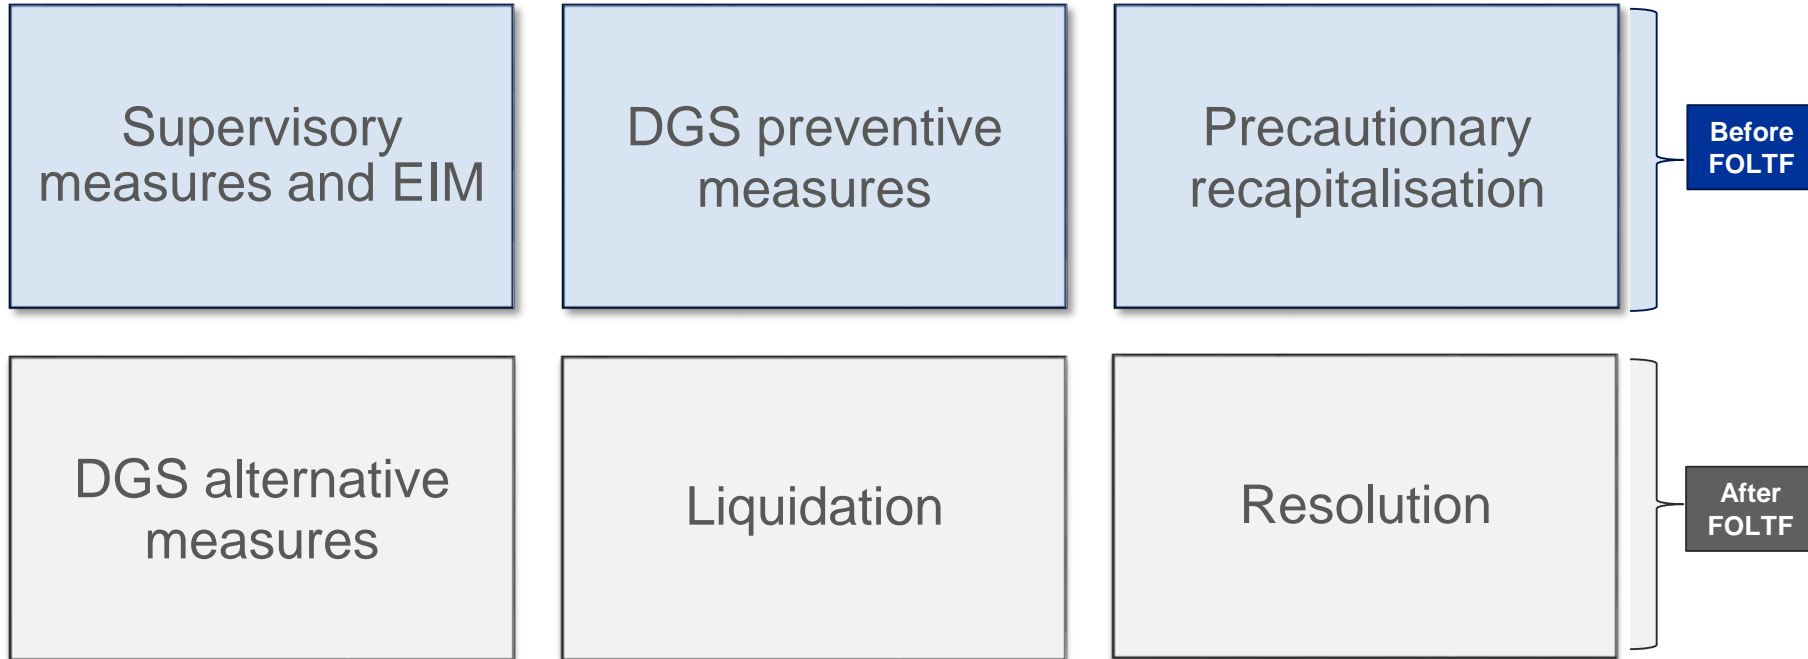 Supervisory
measures and EIM
DGS preventive
measures
Precautionary
recapitalisation
Before
FOLTF
DGS alternative
measures
Liquidation
Resolution
After
FOLTF